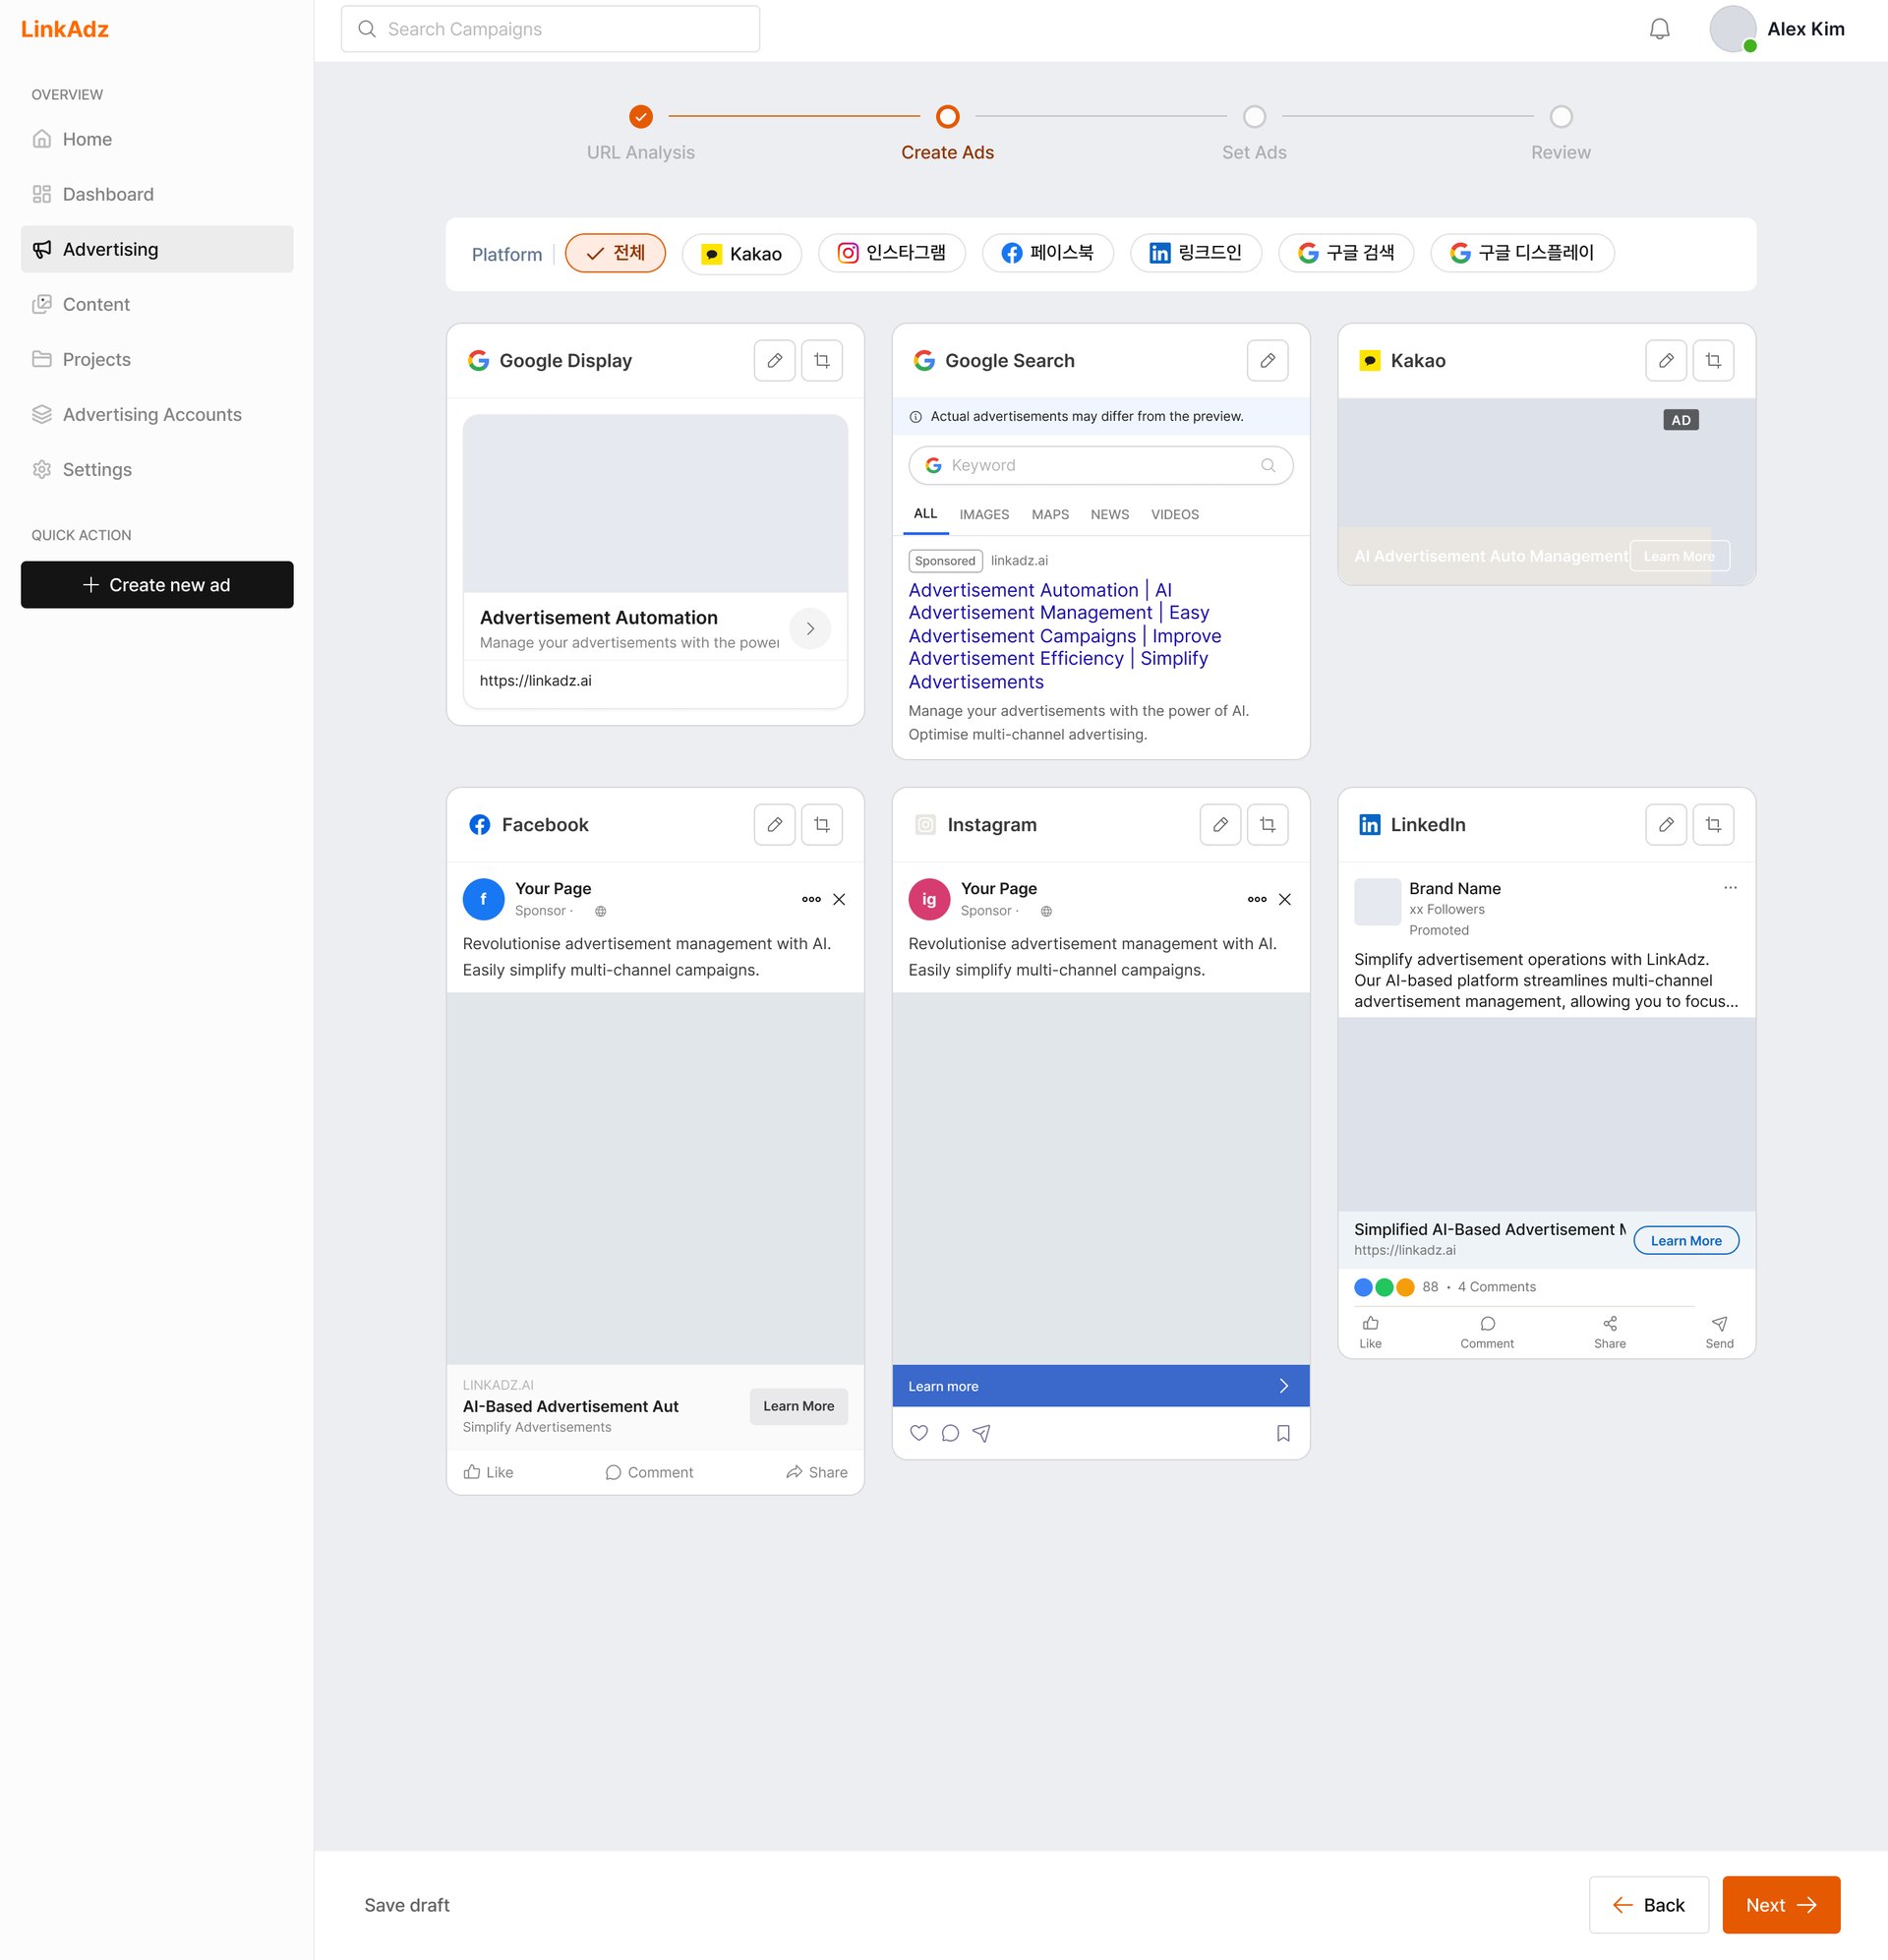 LinkAdz
Search Campaigns
Alex Kim
OVERVIEW
Home
Dashboard
Advertising
Content
Projects
Advertising Accounts
Settings
QUICK ACTION
Create new ad
URL Analysis
Create Ads
Set Ads
Review
Platform
전체
Kakao
인스타그램
페이스북
링크드인
구글 검색
구글 디스플레이
Google Display
Advertisement Automation
Manage your advertisements with the power
https://linkadz.ai
Google Search
Actual advertisements may differ from the preview.
Keyword
ALL IMAGES MAPS NEWS VIDEOS
Sponsored linkadz.ai
Advertisement Automation | AI
Advertisement Management | Easy
Advertisement Campaigns | Improve
Advertisement Efficiency | Simplify
Advertisements
Manage your advertisements with the power of AI.
Optimise multi-channel advertising.
Kakao
AD
AI Advertisement Auto Management
Learn More
Facebook
f
Your Page
Sponsor ·
Revolutionise advertisement management with AI.
Easily simplify multi-channel campaigns.
LINKADZ.AI
AI-Based Advertisement Aut
Simplify Advertisements
Learn More
Like
Comment
Share
Instagram
ig
Your Page
Sponsor ·
Revolutionise advertisement management with AI.
Easily simplify multi-channel campaigns.
Learn more
LinkedIn
in
Brand Name
xx Followers
Promoted
Simplify advertisement operations with LinkAdz.
Our AI-based platform streamlines multi-channel
advertisement management, allowing you to focus...
Simplified AI-Based Advertisement
https://linkadz.ai
Learn More
88 • 4 Comments
Like
Comment
Share
Send
Save draft
Back
Next